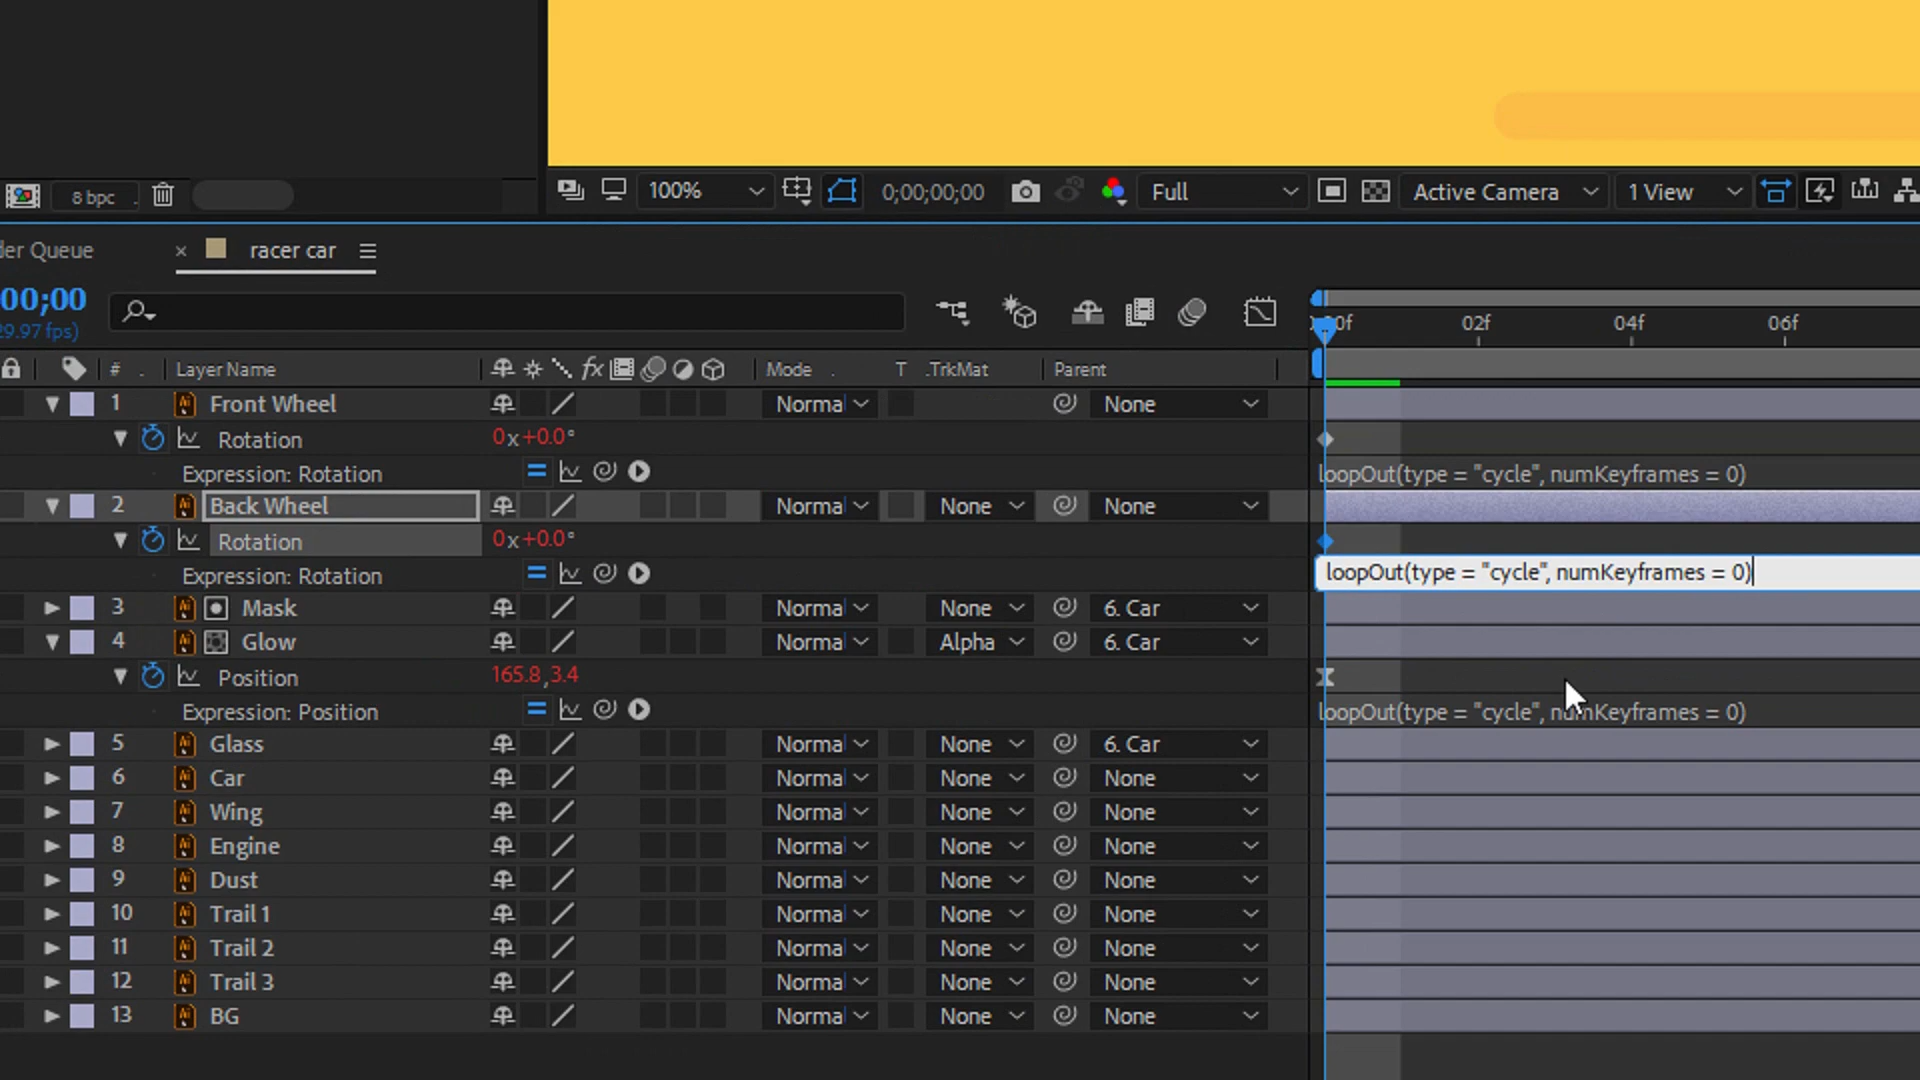 8 bpc
100%
0;00;00;00
Full
Active Camera
1 View
der Queue
× racer car
00;00
29.97 fps)
00f 02f 04f 06f
# . Layer Name fx Mode . T .TrkMat Parent
1 Front Wheel Normal None
Rotation 0x+0.0°
Expression: Rotation loopOut(type = "cycle", numKeyframes = 0)
2 Back Wheel Normal None None
Rotation 0x+0.0°
Expression: Rotation loopOut(type = "cycle", numKeyframes = 0)
3 Mask Normal None 6. Car
4 Glow Normal Alpha 6. Car
Position 165.8,3.4
Expression: Position loopOut(type = "cycle", numKeyframes = 0)
5 Glass Normal None 6. Car
6 Car Normal None None
7 Wing Normal None None
8 Engine Normal None None
9 Dust Normal None None
10 Trail 1 Normal None None
11 Trail 2 Normal None None
12 Trail 3 Normal None None
13 BG Normal None None